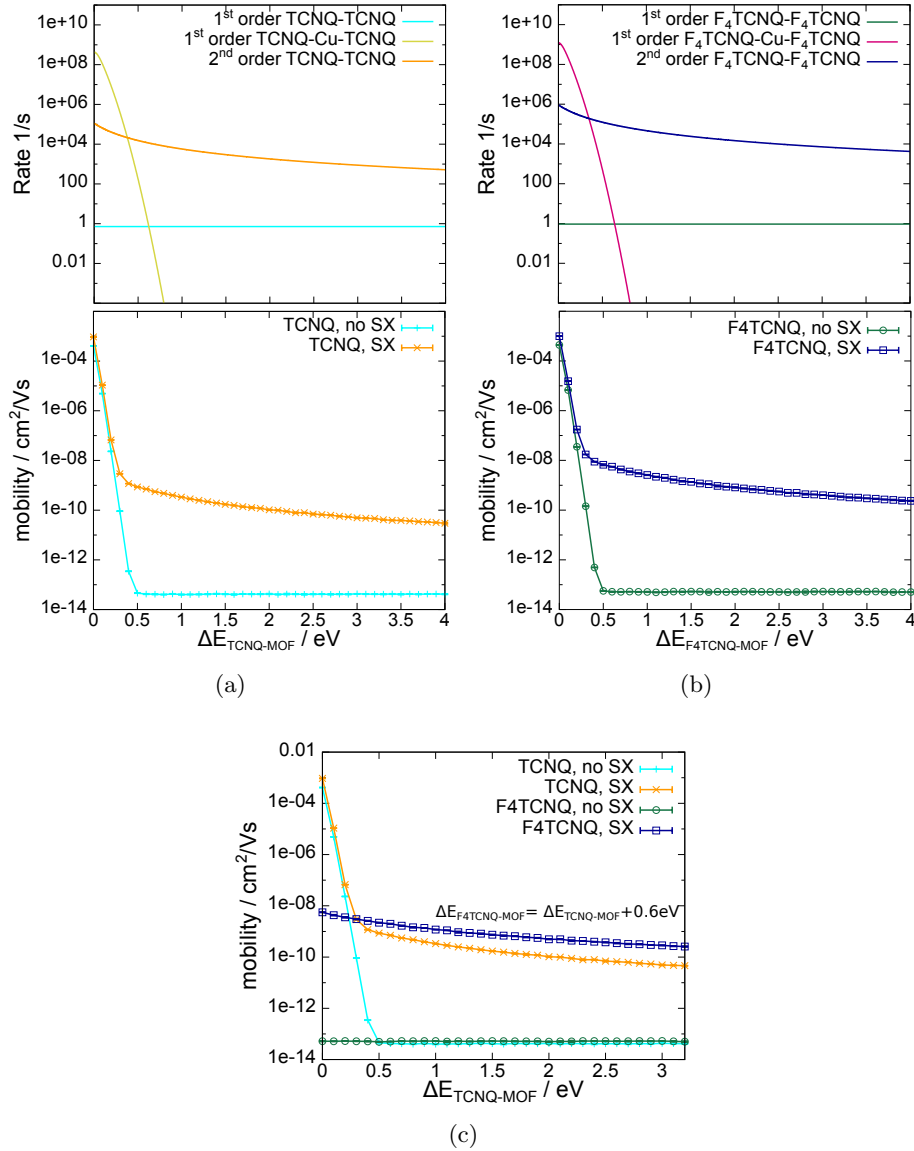 1st order TCNQ-TCNQ
1st order TCNQ-Cu-TCNQ
2nd order TCNQ-TCNQ
Rate 1/s
1e+10
1e+08
1e+06
1e+04
100
1
0.01
TCNQ, no SX
TCNQ, SX
mobility / cm²/Vs
1e-04
1e-06
1e-08
1e-10
1e-12
1e-14
0 0.5 1 1.5 2 2.5 3 3.5 4
ΔE_TCNQ-MOF / eV
(a)
1st order F₄TCNQ-F₄TCNQ
1st order F₄TCNQ-Cu-F₄TCNQ
2nd order F₄TCNQ-F₄TCNQ
Rate 1/s
1e+10
1e+08
1e+06
1e+04
100
1
0.01
F4TCNQ, no SX
F4TCNQ, SX
mobility / cm²/Vs
1e-04
1e-06
1e-08
1e-10
1e-12
1e-14
0 0.5 1 1.5 2 2.5 3 3.5 4
ΔE_F4TCNQ-MOF / eV
(b)
TCNQ, no SX
TCNQ, SX
F4TCNQ, no SX
F4TCNQ, SX
ΔE_F4TCNQ-MOF = ΔE_TCNQ-MOF+0.6eV
mobility / cm²/Vs
0.01
1e-04
1e-06
1e-08
1e-10
1e-12
1e-14
0 0.5 1 1.5 2 2.5 3
ΔE_TCNQ-MOF / eV
(c)